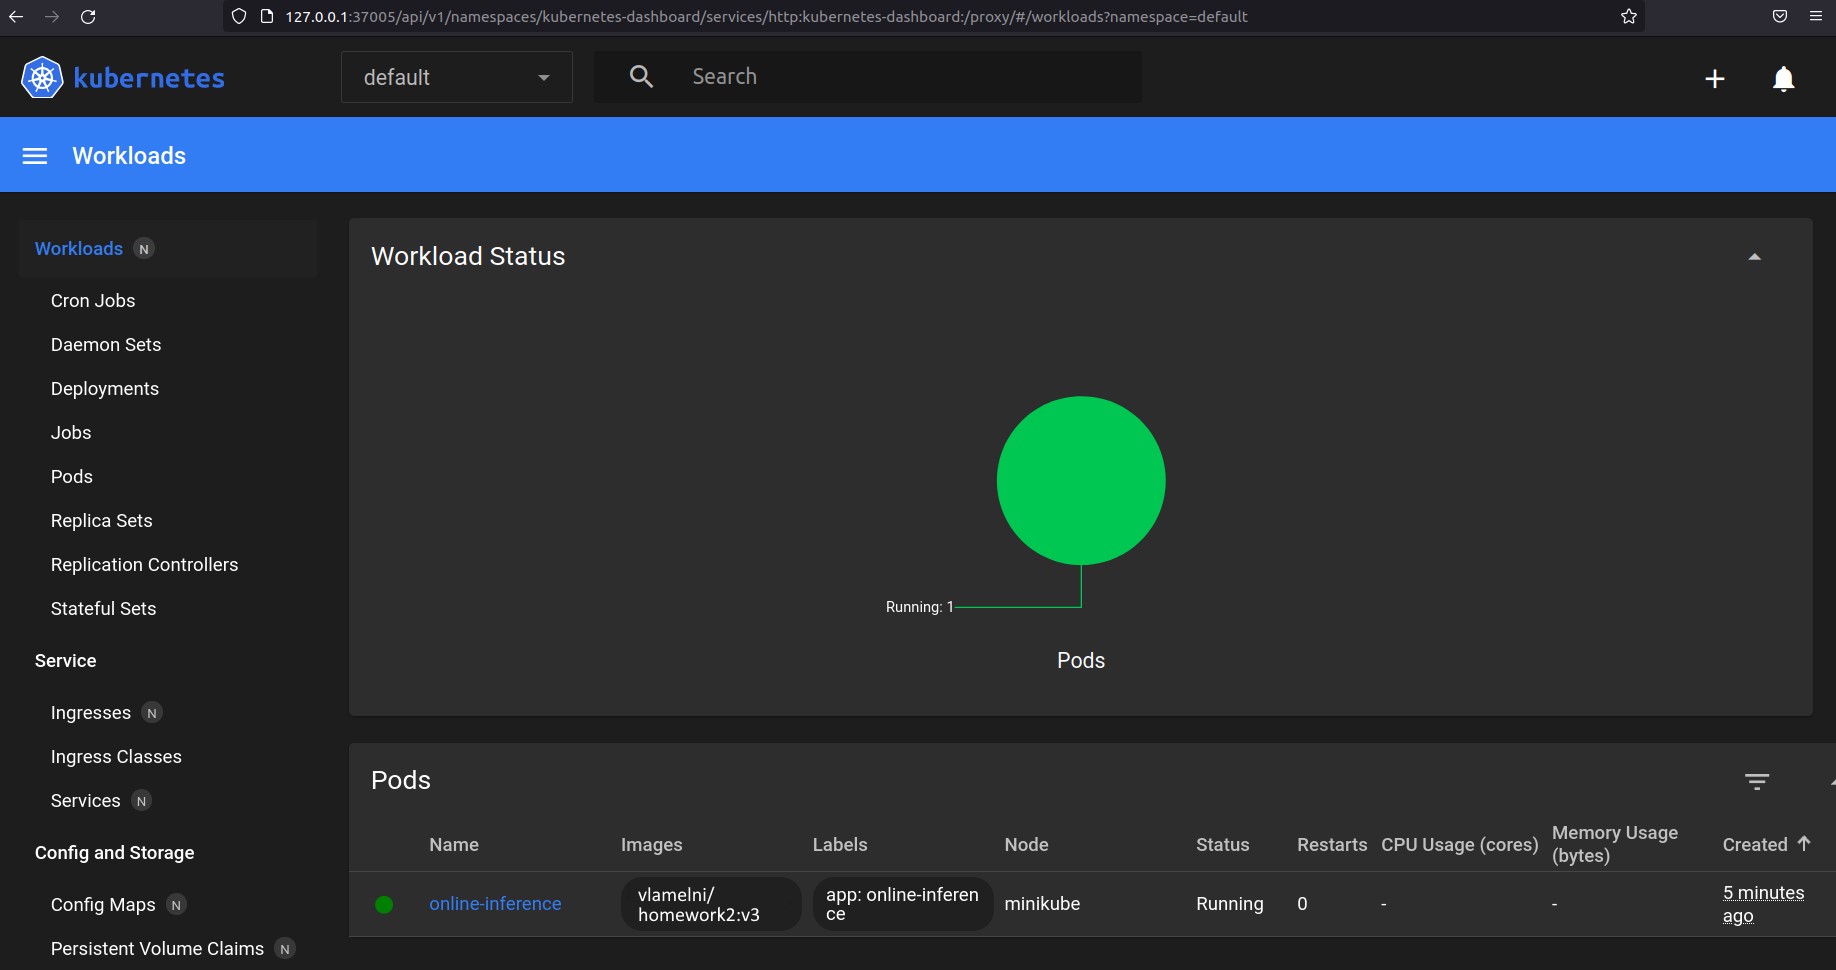 127.0.0.1:37005/api/v1/namespaces/kubernetes-dashboard/services/http:kubernetes-dashboard:/proxy/#/workloads?namespace=default
kubernetes
default
Search
Workloads
Workloads N
Cron Jobs
Daemon Sets
Deployments
Jobs
Pods
Replica Sets
Replication Controllers
Stateful Sets
Service
Ingresses N
Ingress Classes
Services N
Config and Storage
Config Maps N
Persistent Volume Claims N
Workload Status
Running: 1
Pods
Pods
Name Images Labels Node Status Restarts CPU Usage (cores) Memory Usage (bytes) Created
online-inference
vlamelni/
homework2:v3
app: online-inferen
ce
minikube
Running
0
-
-
5 minutes
ago